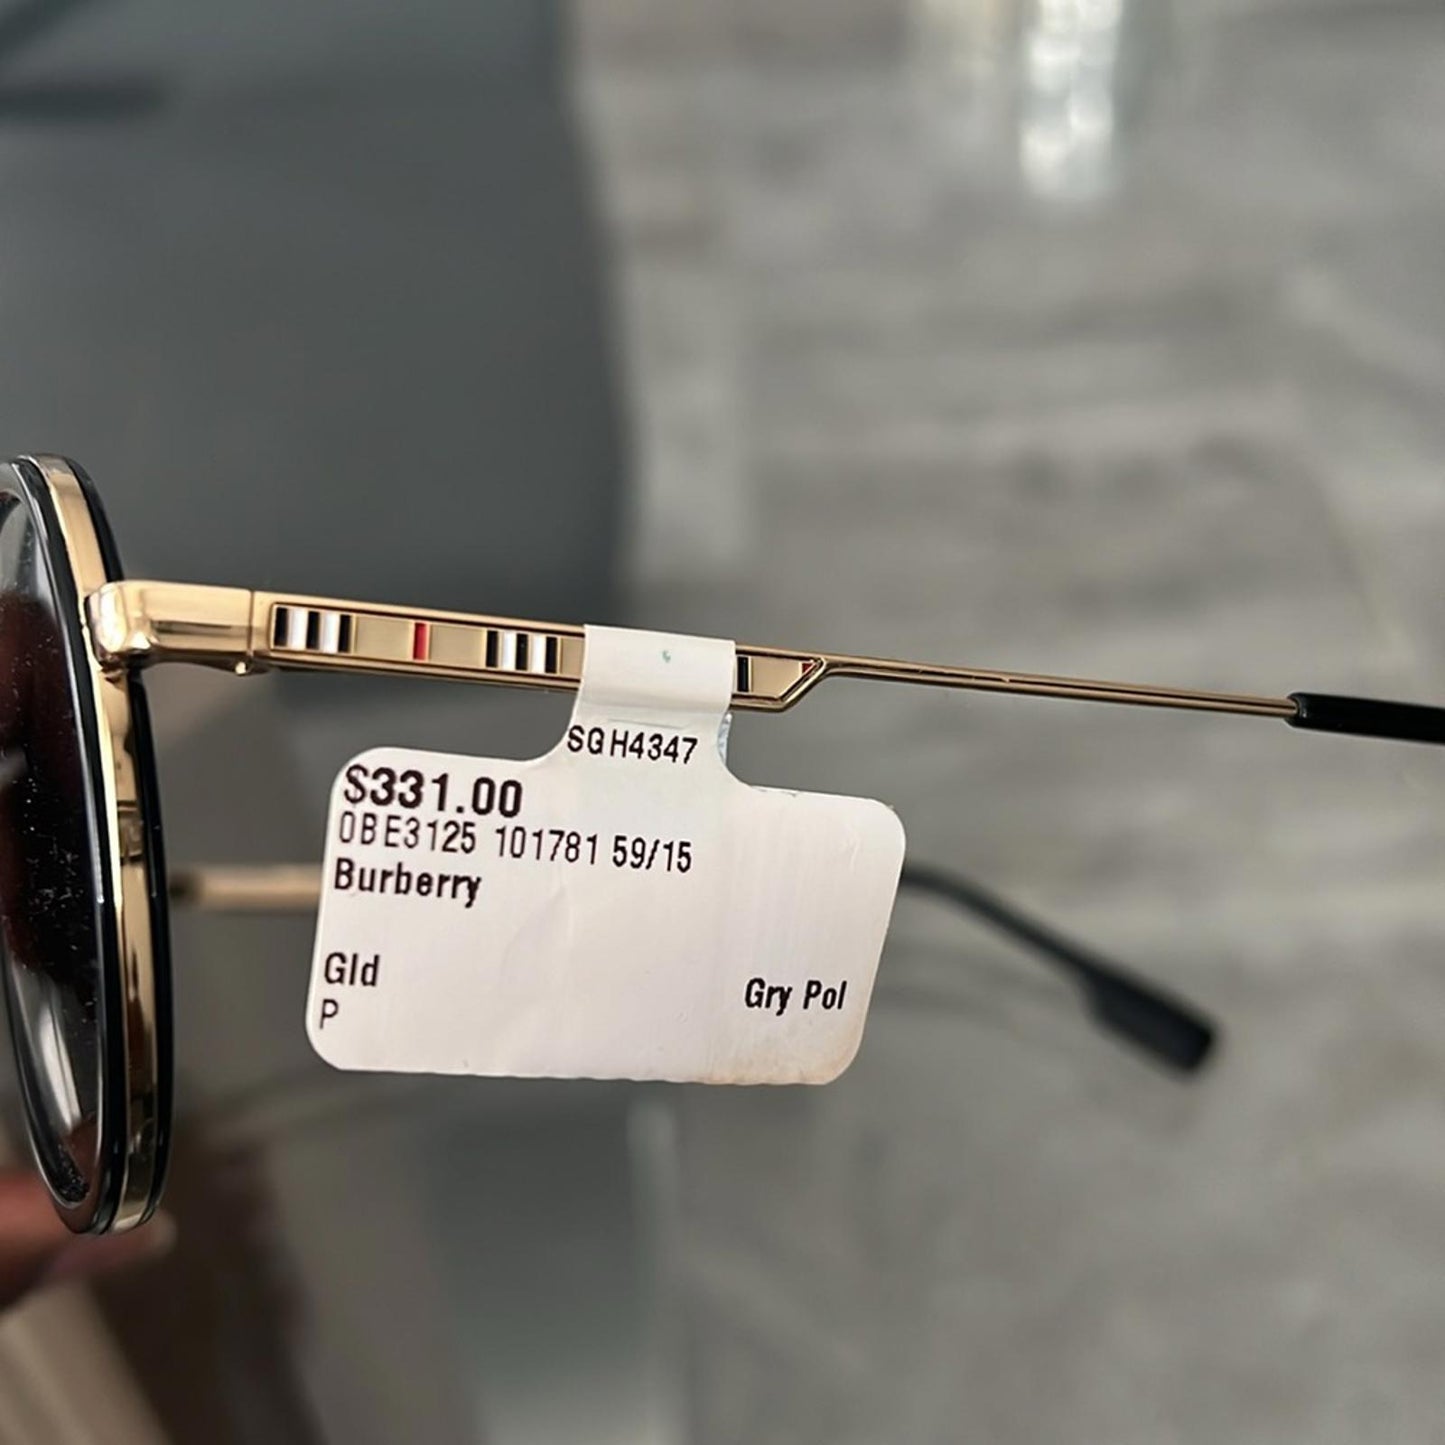 SGH4347
$331.00
0BE3125 101781 59/15
Burberry
Gld
Gry Pol
P